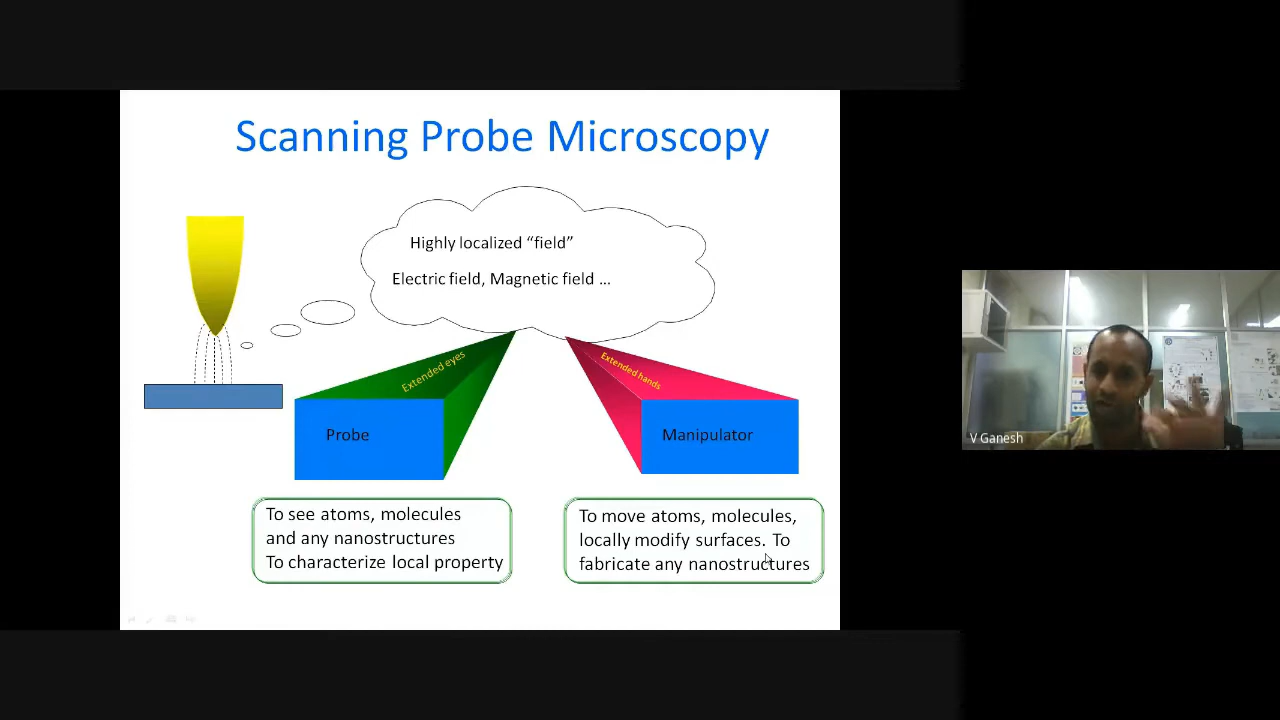 Scanning Probe Microscopy
Highly localized “field”
Electric field, Magnetic field ...
Extended eyes
Extended hands
Probe
Manipulator
To see atoms, molecules
and any nanostructures
To characterize local property
To move atoms, molecules,
locally modify surfaces. To
fabricate any nanostructures
V Ganesh